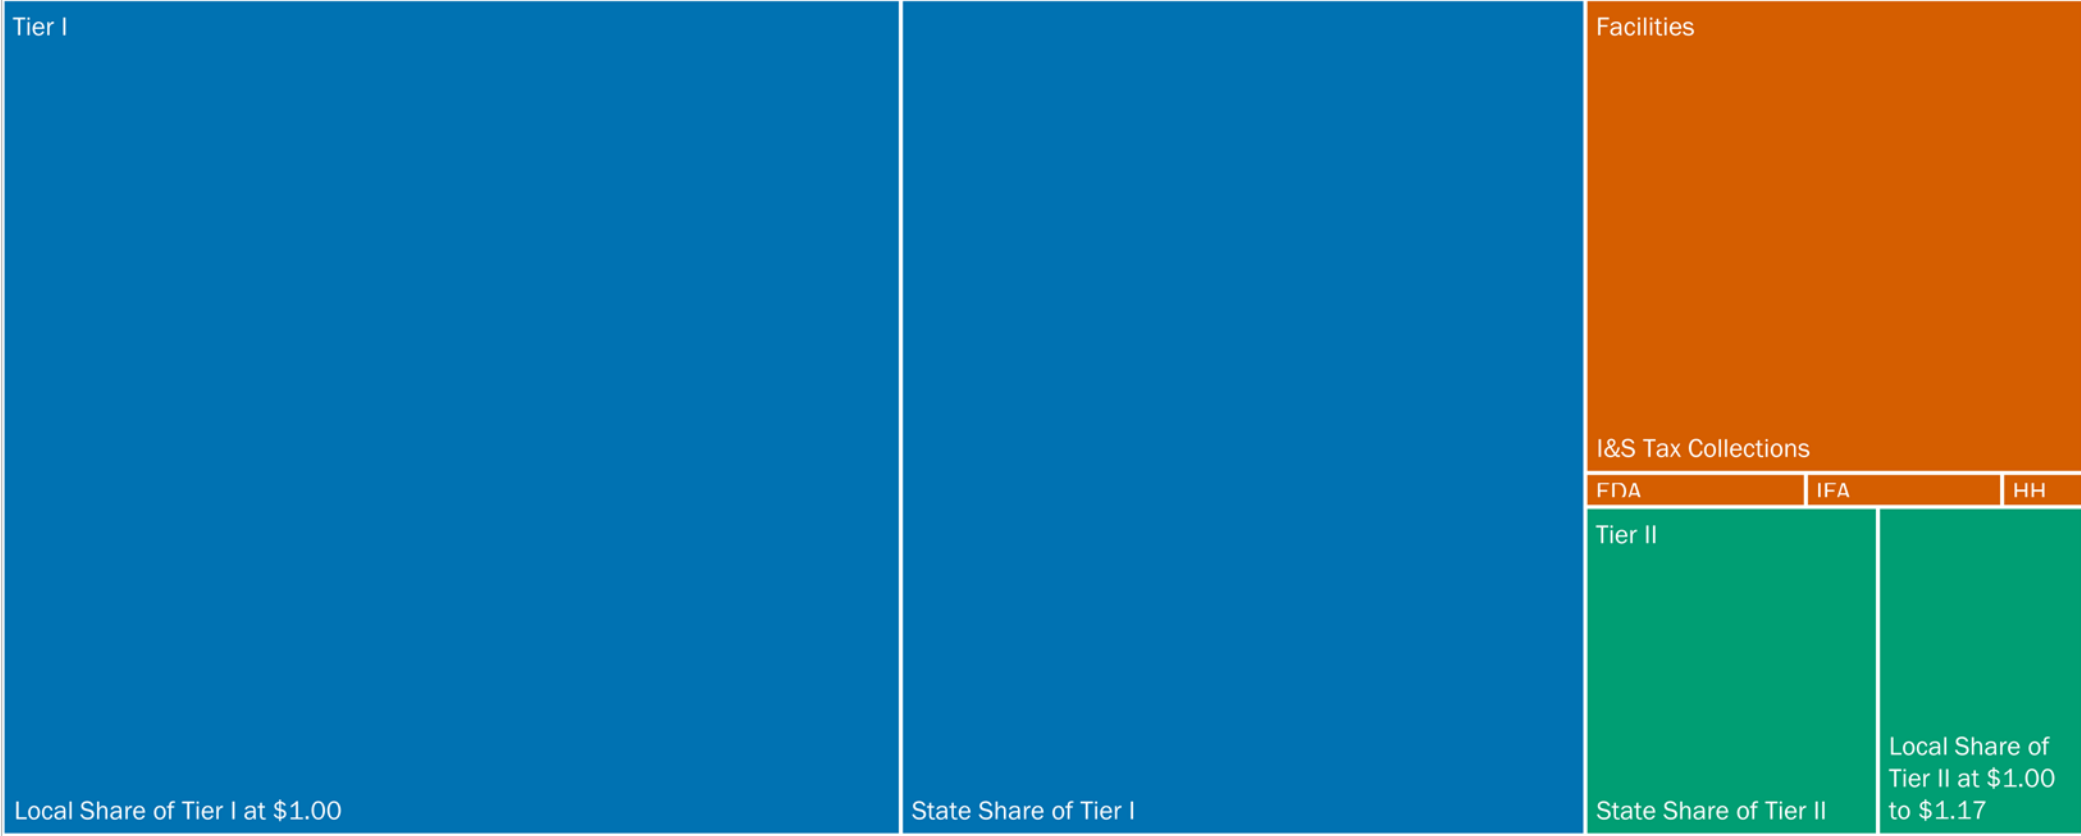 Tier I
Local Share of Tier I at $1.00
State Share of Tier I
Facilities
I&S Tax Collections
EDA
IFA
HH
Tier II
State Share of Tier II
Local Share of
Tier II at $1.00
to $1.17